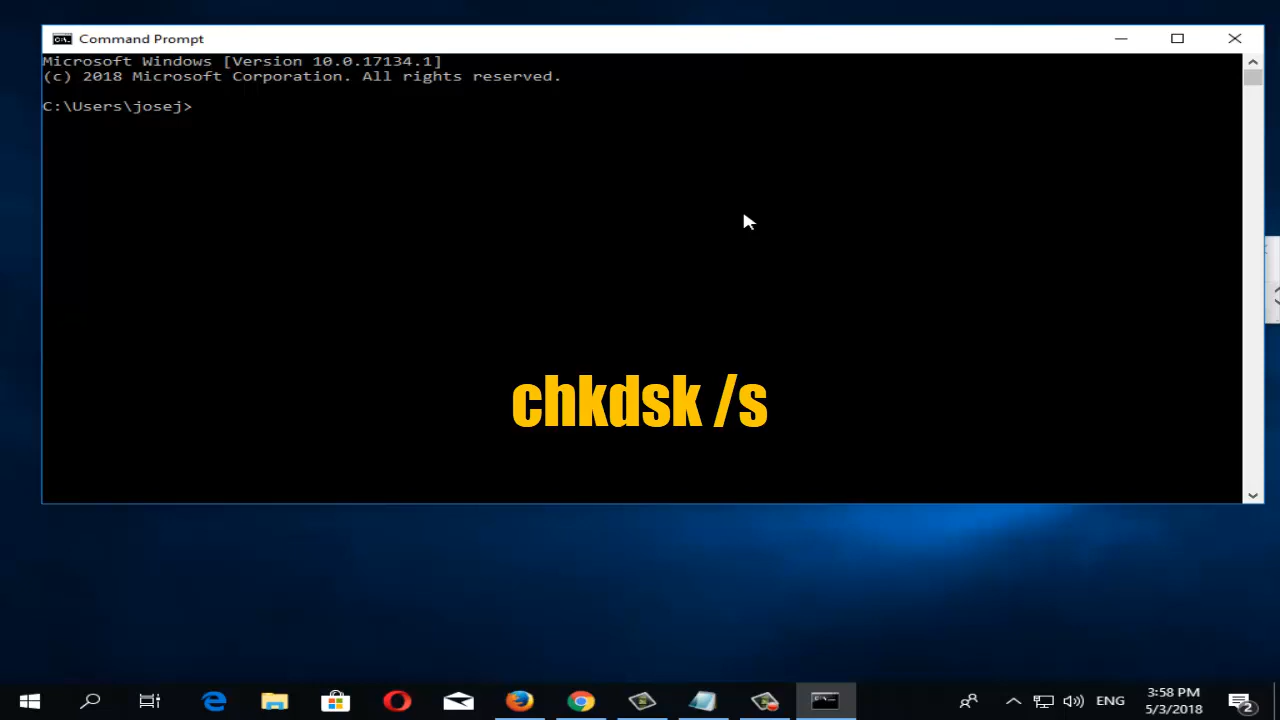 Command Prompt
Microsoft Windows [Version 10.0.17134.1]
(c) 2018 Microsoft Corporation. All rights reserved.
C:\Users\josej>
chkdsk /s
ENG
3:58 PM
5/3/2018
2